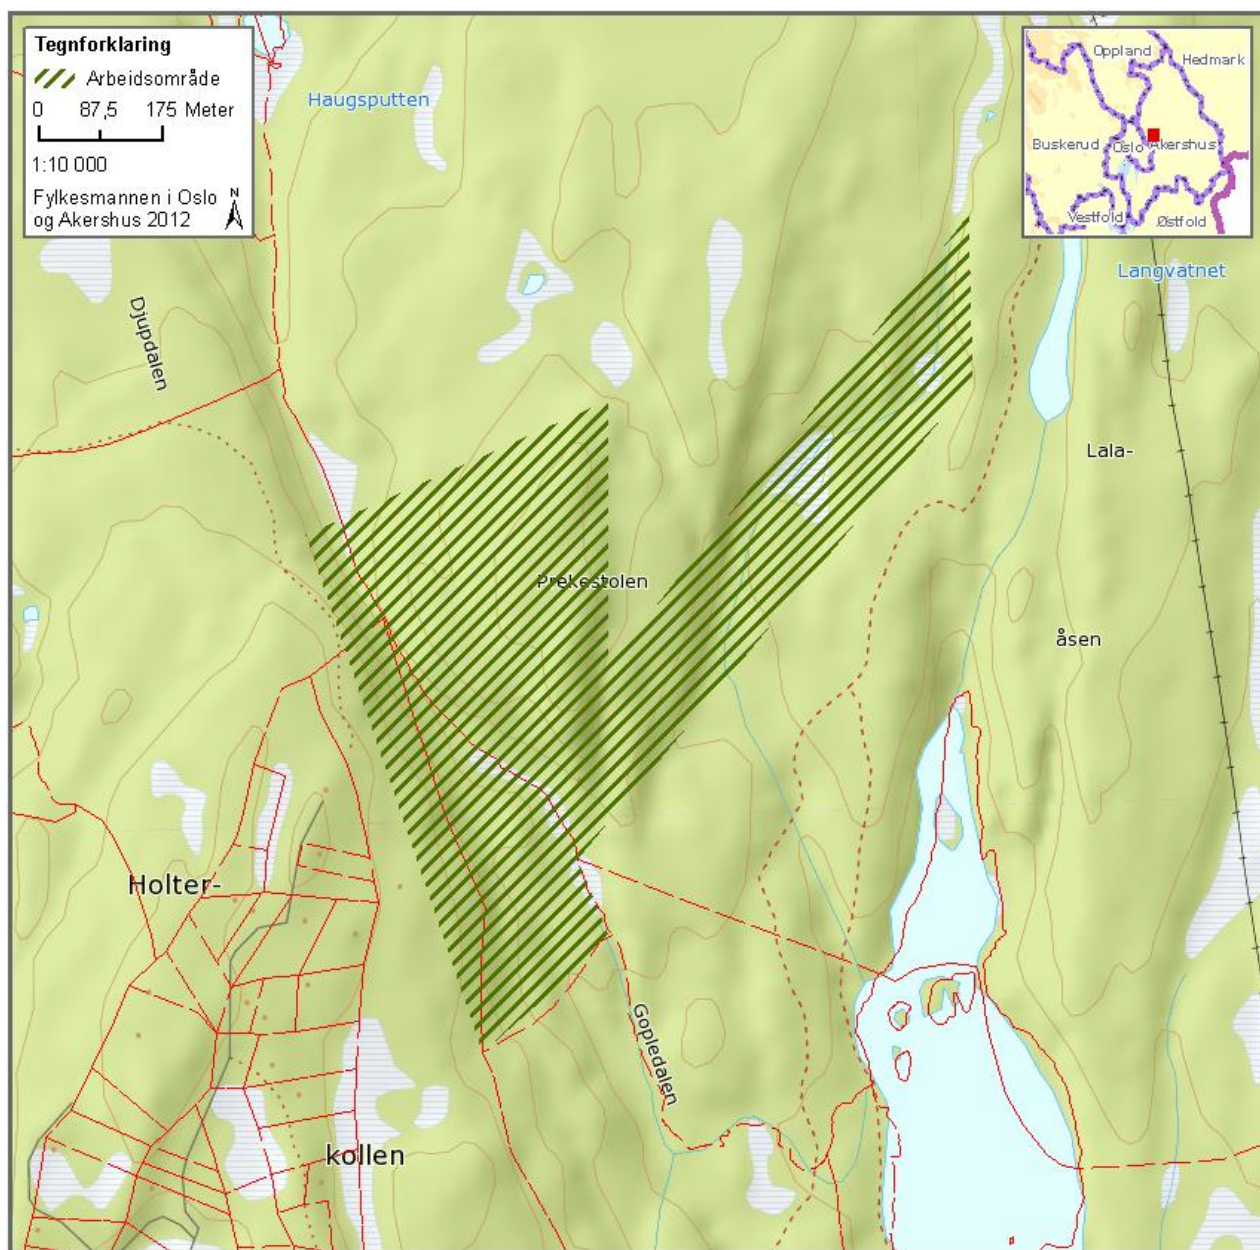 Tegnforklaring
Arbeidsområde
0 87,5 175 Meter
1:10 000
Fylkesmannen i Oslo
og Akershus 2012
N
Haugsputten
Oppland
Hedmark
Buskerud
Oslo
Akershus
Vestfold
Østfold
Langvatnet
Djupdalen
Lala-
Prekestolen
åsen
Holter-
Gopledalen
kollen